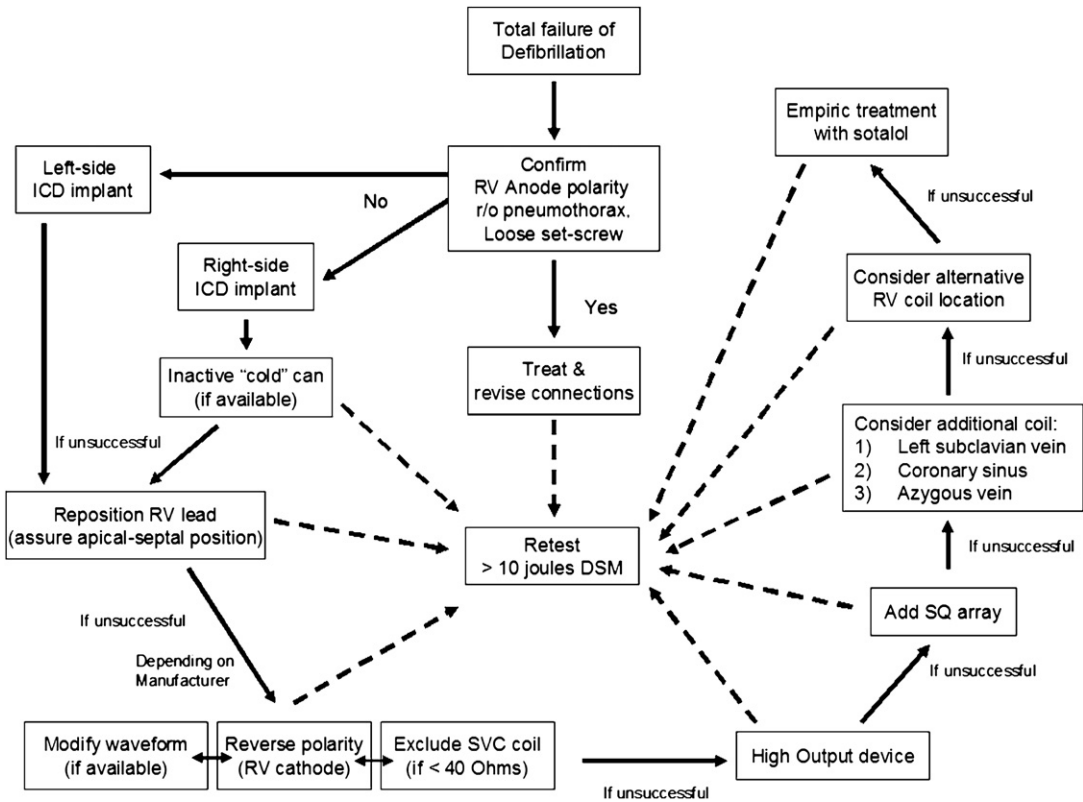 Total failure of
Defibrillation
Confirm
RV Anode polarity
r/o pneumothorax,
Loose set-screw
No
Left-side
ICD implant
Right-side
ICD implant
Yes
Inactive “cold” can
(if available)
Treat &
revise connections
If unsuccessful
Reposition RV lead
(assure apical-septal position)
Retest
> 10 joules DSM
If unsuccessful
Depending on
Manufacturer
Modify waveform
(if available)
Reverse polarity
(RV cathode)
Exclude SVC coil
(if < 40 Ohms)
If unsuccessful
High Output device
If unsuccessful
Add SQ array
If unsuccessful
Consider additional coil:
1) Left subclavian vein
2) Coronary sinus
3) Azygous vein
If unsuccessful
Consider alternative
RV coil location
If unsuccessful
Empiric treatment
with sotalol